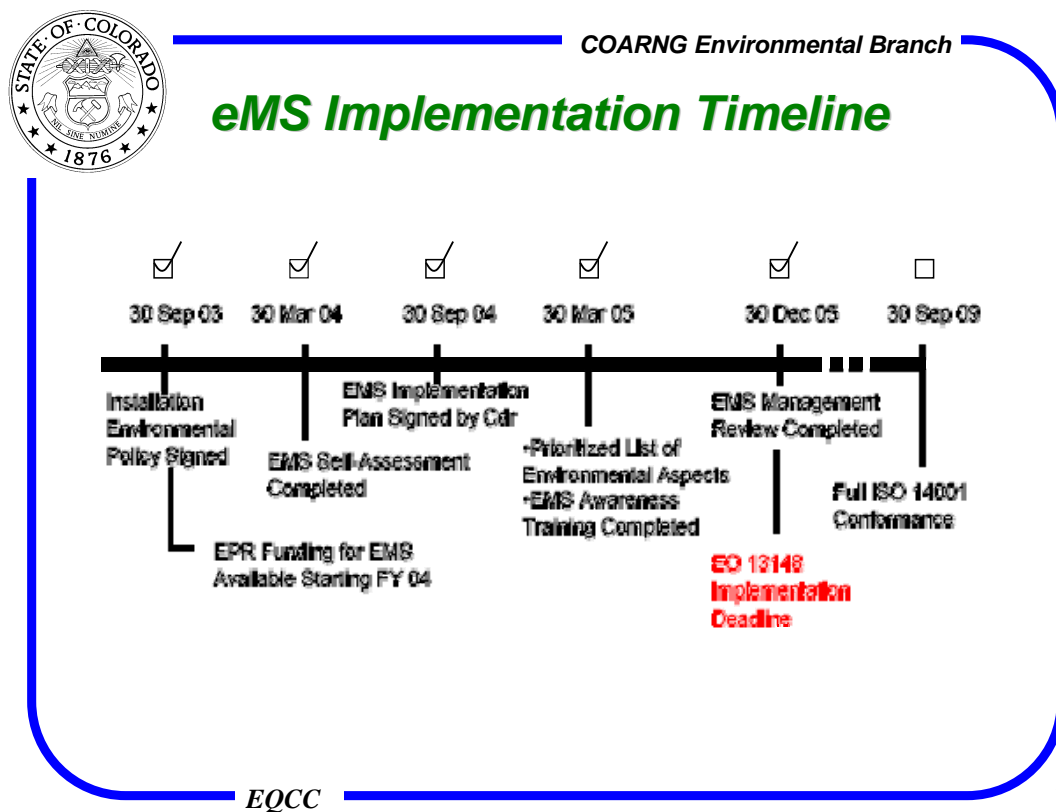 COARNG Environmental Branch
STATE·OF·COLORADO
NIL SINE NUMINE
1876
eMS Implementation Timeline
30 Sep 03
30 Mar 04
30 Sep 04
30 Mar 05
30 Dec 05
30 Sep 09
Installation
Environmental
Policy Signed
EPR Funding for EMS
Available Starting FY 04
EMS Self-Assessment
Completed
EMS Implementation
Plan Signed by Cdr
•Prioritized List of
Environmental Aspects
•EMS Awareness
Training Completed
EMS Management
Review Completed
EO 13148
Implementation
Deadline
Full ISO 14001
Conformance
EQCC